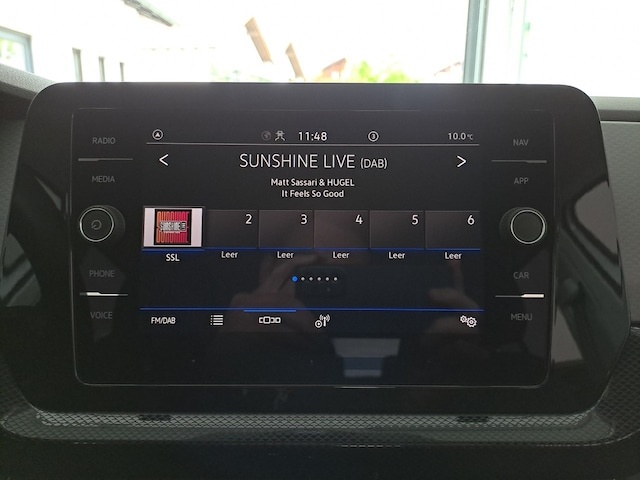 RADIO
MEDIA
PHONE
VOICE
11:48
3
10.0°C
SUNSHINE LIVE (DAB)
Matt Sassari & HUGEL
It Feels So Good
2 3 4 5 6
SSL Leer Leer Leer Leer Leer
FM/DAB
NAV
APP
CAR
MENU